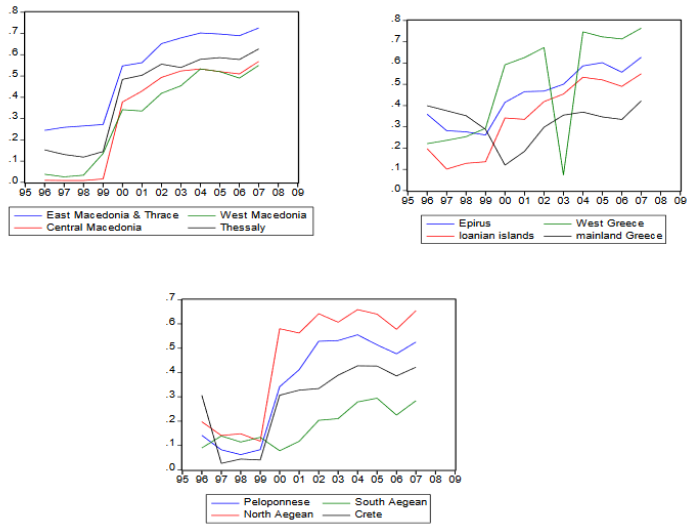 .8
.7
.6
.5
.4
.3
.2
.1
.0
95 96 97 98 99 00 01 02 03 04 05 06 07 08 09
East Macedonia & Thrace West Macedonia
Central Macedonia Thessaly
.8
.7
.6
.5
.4
.3
.2
.1
.0
95 96 97 98 99 00 01 02 03 04 05 06 07 08 09
Epirus West Greece
Ioanian islands mainland Greece
.7
.6
.5
.4
.3
.2
.1
.0
95 96 97 98 99 00 01 02 03 04 05 06 07 08 09
Peloponnese South Aegean
North Aegean Crete